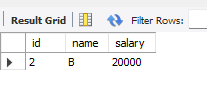 Result Grid Filter Rows:
id name salary
2 B 20000